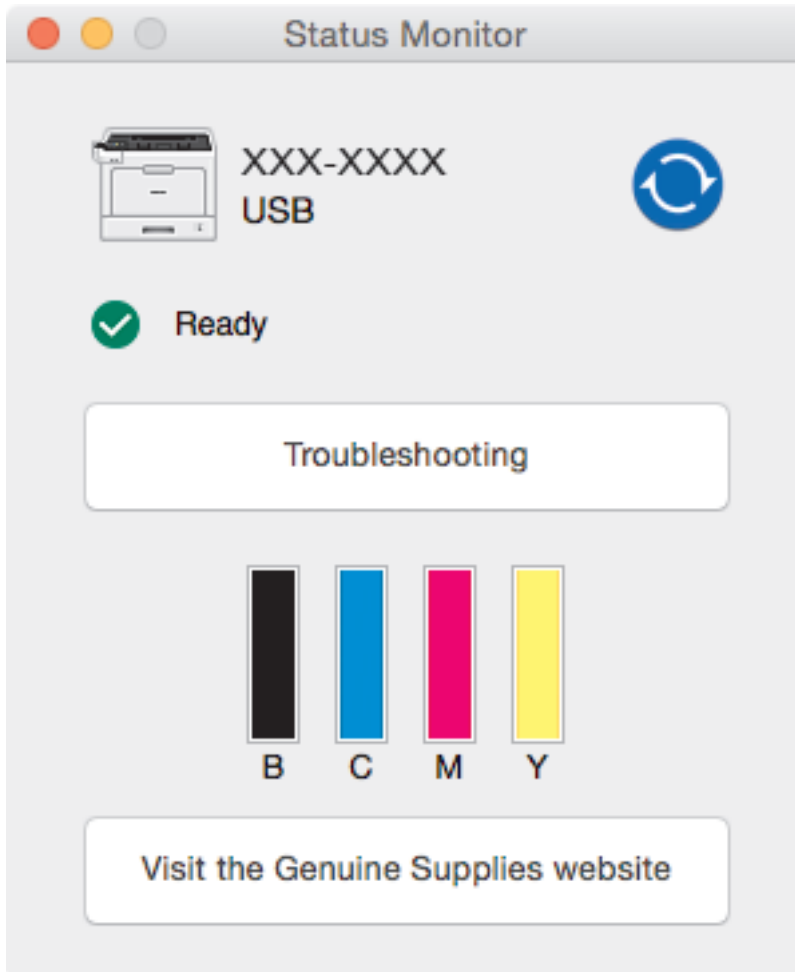 Status Monitor
XXX-XXXX
USB
Ready
Troubleshooting
B C M Y
Visit the Genuine Supplies website